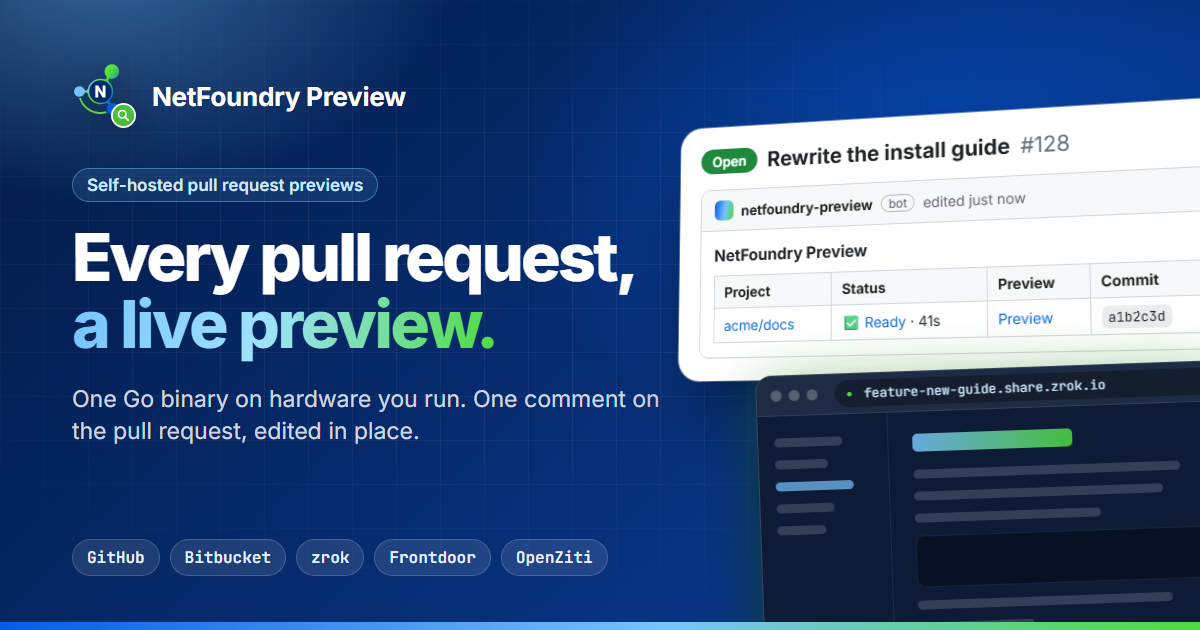 N
NetFoundry Preview
Self-hosted pull request previews
Every pull request,
a live preview.
One Go binary on hardware you run. One comment on
the pull request, edited in place.
GitHub
Bitbucket
zrok
Frontdoor
OpenZiti
Open Rewrite the install guide #128
netfoundry-preview bot edited just now
NetFoundry Preview
Project Status Preview Commit
acme/docs ✅ Ready · 41s Preview a1b2c3d
feature-new-guide.share.zrok.io